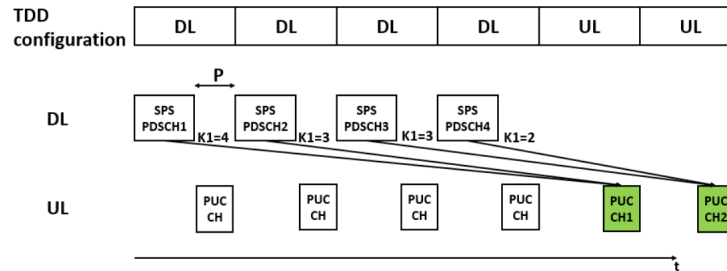 TDD
configuration
DL DL DL DL UL UL
P
DL
SPS
PDSCH1
K1=4
SPS
PDSCH2
K1=3
SPS
PDSCH3
K1=3
SPS
PDSCH4
K1=2
UL
PUC
CH
PUC
CH
PUC
CH
PUC
CH
PUC
CH1
PUC
CH2
t